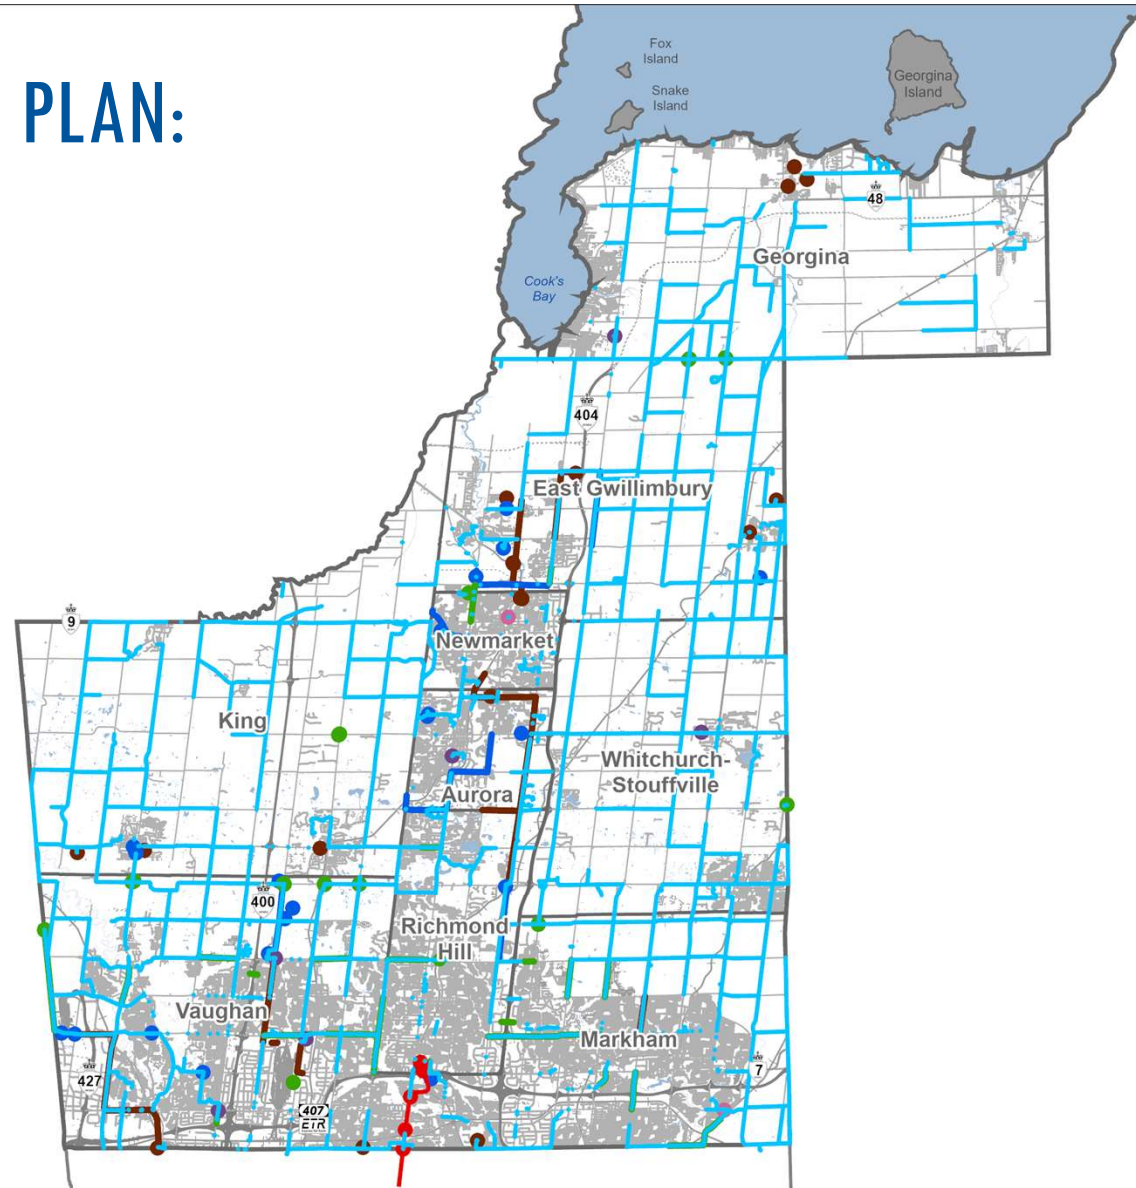 PLAN:
Fox
Island
Snake
Island
Georgina
Island
48
Georgina
Cook's
Bay
404
East Gwillimbury
9
Newmarket
King
Whitchurch-
Stouffville
Aurora
400
Richmond
Hill
Vaughan
Markham
427
7
407
ETR